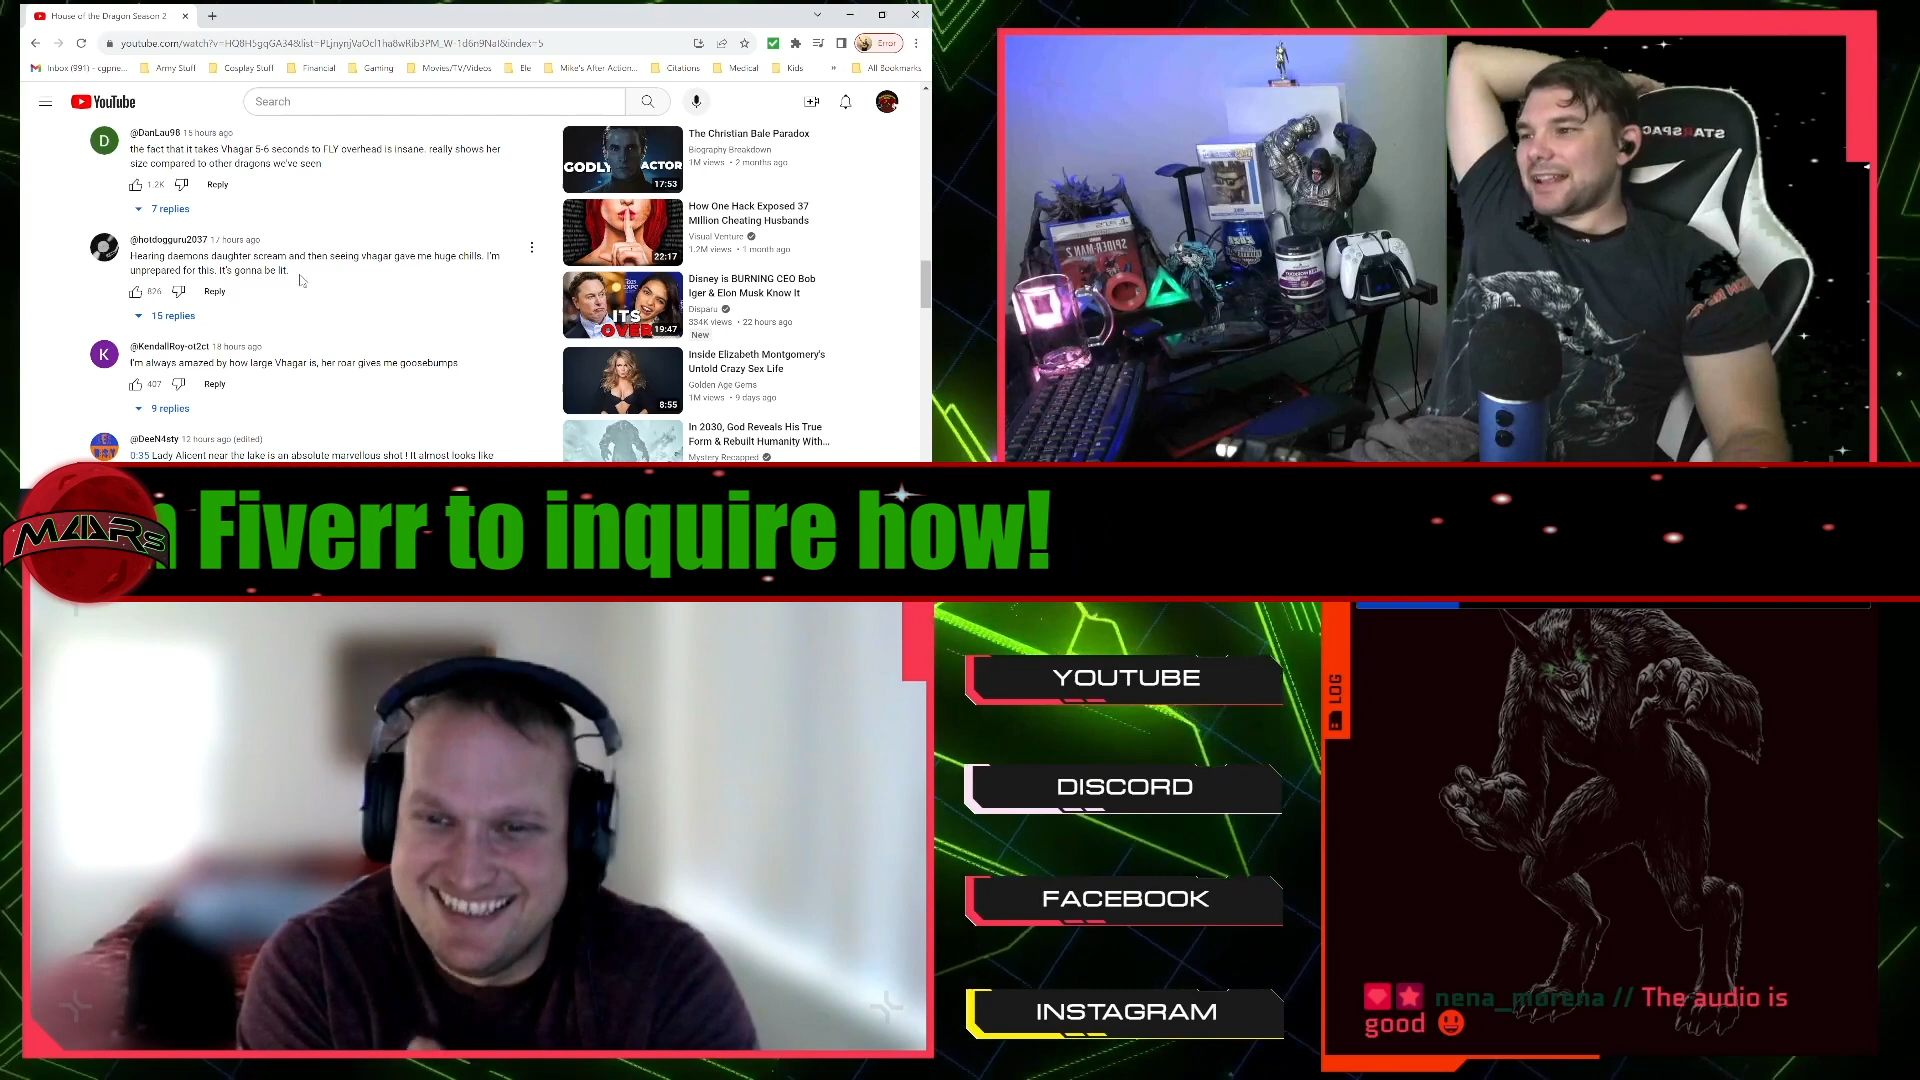 House of the Dragon Season 2
youtube.com/watch?v=HQ8H5gqGA34&list=PLjnynjVaOcl1ha8wRib3PM_W-1d6n9NaI&index=5
Error
Inbox (991) - cgpne...
Army Stuff
Cosplay Stuff
Financial
Gaming
Movies/TV/Videos
Ele
Mike's After Action...
Citations
Medical
Kids
»
All Bookmarks
YouTube
Search
D
@DanLau98 15 hours ago
the fact that it takes Vhagar 5-6 seconds to FLY overhead is insane. really shows her
size compared to other dragons we've seen
1.2K
Reply
7 replies
@hotdogguru2037 17 hours ago
Hearing daemons daughter scream and then seeing vhagar gave me huge chills. I'm
unprepared for this. It's gonna be lit.
826
Reply
15 replies
K
@KendallRoy-ot2ct 18 hours ago
I'm always amazed by how large Vhagar is, her roar gives me goosebumps
407
Reply
9 replies
@DeeN4sty 12 hours ago (edited)
0:35 Lady Alicent near the lake is an absolute marvellous shot ! It almost looks like
GODLY ACTOR
17:53
The Christian Bale Paradox
Biography Breakdown
1M views • 2 months ago
22:17
How One Hack Exposed 37
MIllion Cheating Husbands
Visual Venture
1.2M views • 1 month ago
ITS
OVER
19:47
Disney is BURNING CEO Bob
Iger & Elon Musk Know It
Disparu
334K views • 22 hours ago
New
8:55
Inside Elizabeth Montgomery's
Untold Crazy Sex Life
Golden Age Gems
1M views • 9 days ago
In 2030, God Reveals His True
Form & Rebuilt Humanity With...
Mystery Recapped
STARSPACE
SPIDER-MAN 2
MARS
n Fiverr to inquire how!
YOUTUBE
DISCORD
FACEBOOK
INSTAGRAM
LOG
nena_morena // The audio is
good